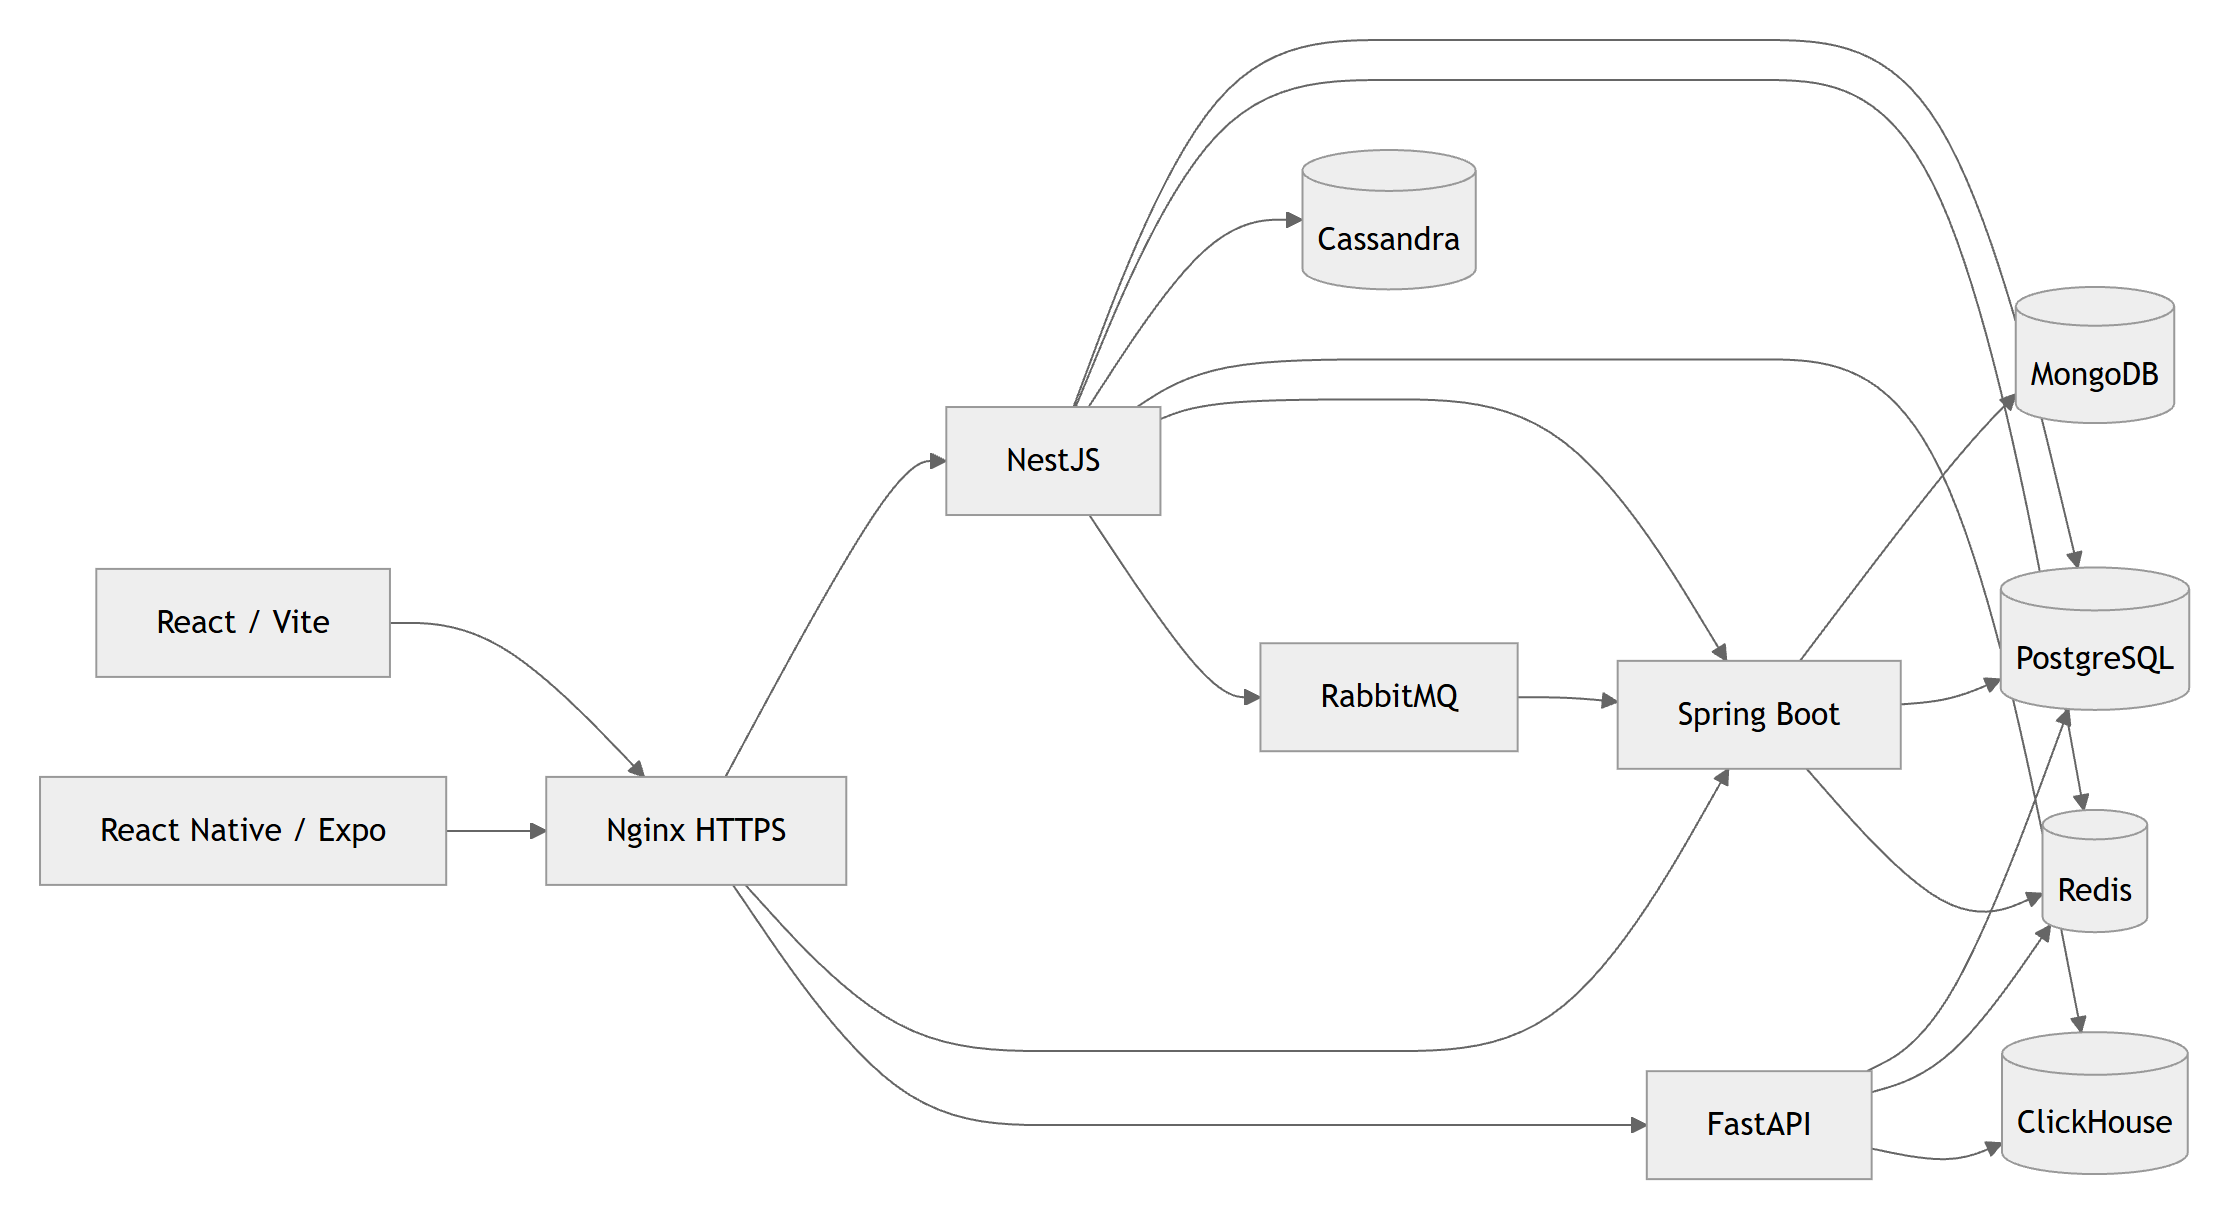 Cassandra
MongoDB
NestJS
React / Vite
PostgreSQL
RabbitMQ
Spring Boot
React Native / Expo
Nginx HTTPS
Redis
FastAPI
ClickHouse